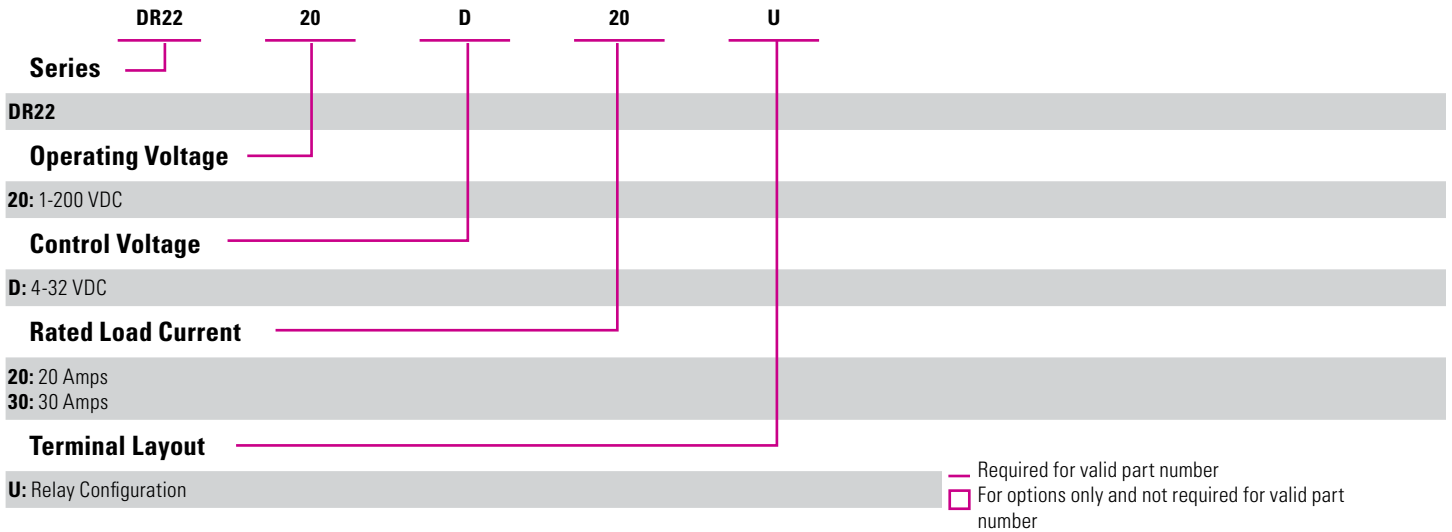 DR22 20 D 20 U
Series
DR22
Operating Voltage
20: 1-200 VDC
Control Voltage
D: 4-32 VDC
Rated Load Current
20: 20 Amps
30: 30 Amps
Terminal Layout
U: Relay Configuration
Required for valid part number
For options only and not required for valid part
number